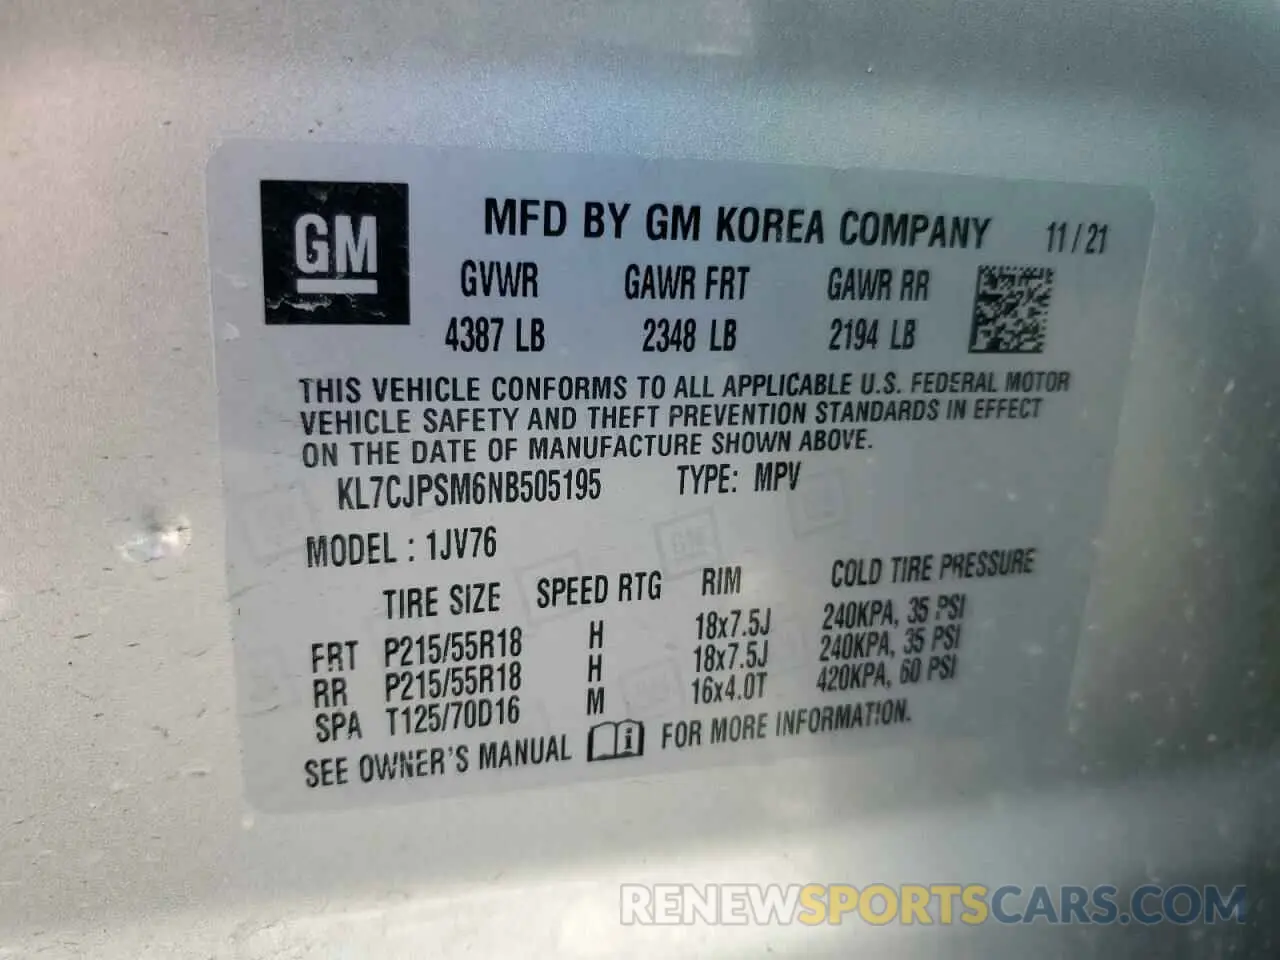 GM
MFD BY GM KOREA COMPANY 11/21
GVWR GAWR FRT GAWR RR
4387 LB 2348 LB 2194 LB
THIS VEHICLE CONFORMS TO ALL APPLICABLE U.S. FEDERAL MOTOR
VEHICLE SAFETY AND THEFT PREVENTION STANDARDS IN EFFECT
ON THE DATE OF MANUFACTURE SHOWN ABOVE.
KL7CJPSM6NB505195 TYPE: MPV
MODEL : 1JV76
TIRE SIZE SPEED RTG RIM COLD TIRE PRESSURE
FRT P215/55R18 H 18x7.5J 240KPA, 35 PSI
RR P215/55R18 H 18x7.5J 240KPA, 35 PSI
SPA T125/70D16 M 16x4.0T 420KPA, 60 PSI
SEE OWNER'S MANUAL i FOR MORE INFORMATION.
RENEWSPORTSCARS.COM